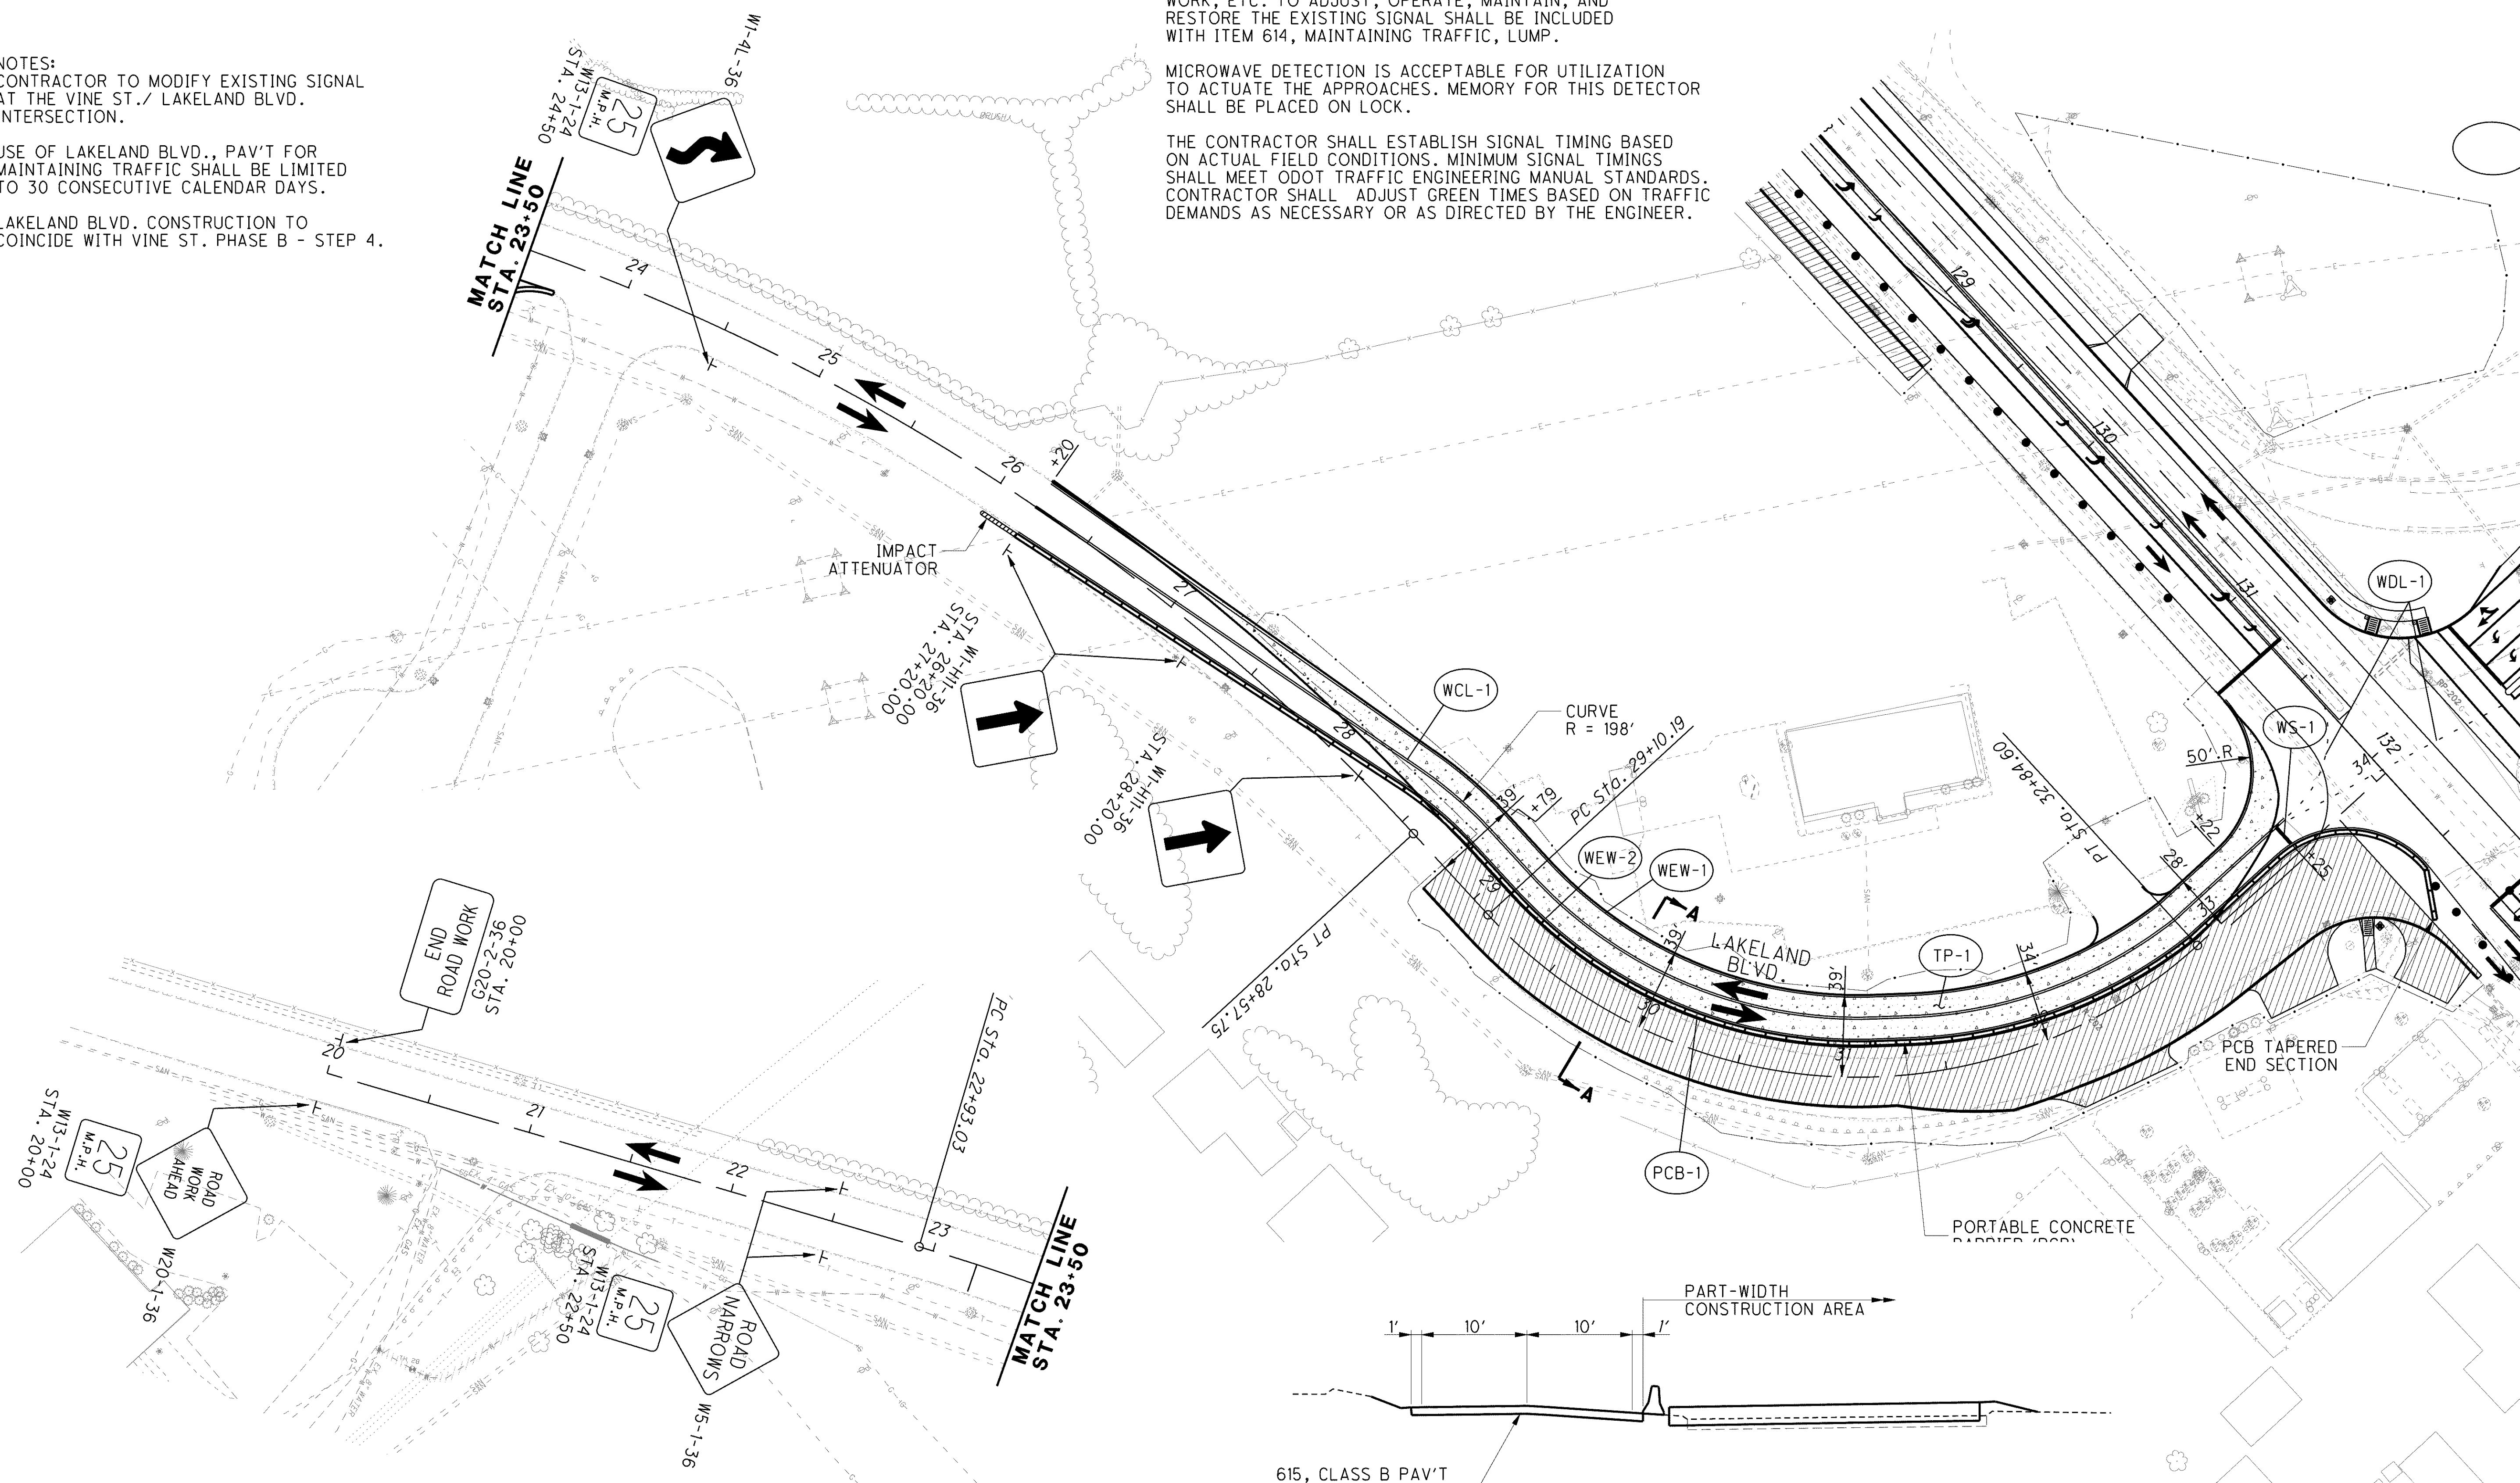 NOTES:
CONTRACTOR TO MODIFY EXISTING SIGNAL
AT THE VINE ST./ LAKELAND BLVD.
INTERSECTION.
USE OF LAKELAND BLVD., PAV'T FOR
MAINTAINING TRAFFIC SHALL BE LIMITED
TO 30 CONSECUTIVE CALENDAR DAYS.
LAKELAND BLVD. CONSTRUCTION TO
COINCIDE WITH VINE ST. PHASE B - STEP 4.
WORK, ETC. TO ADJUST, OPERATE, MAINTAIN, AND
RESTORE THE EXISTING SIGNAL SHALL BE INCLUDED
WITH ITEM 614, MAINTAINING TRAFFIC, LUMP.
MICROWAVE DETECTION IS ACCEPTABLE FOR UTILIZATION
TO ACTUATE THE APPROACHES. MEMORY FOR THIS DETECTOR
SHALL BE PLACED ON LOCK.
THE CONTRACTOR SHALL ESTABLISH SIGNAL TIMING BASED
ON ACTUAL FIELD CONDITIONS. MINIMUM SIGNAL TIMINGS
SHALL MEET ODOT TRAFFIC ENGINEERING MANUAL STANDARDS.
CONTRACTOR SHALL ADJUST GREEN TIMES BASED ON TRAFFIC
DEMANDS AS NECESSARY OR AS DIRECTED BY THE ENGINEER.
W1-4L-36
25
M.P.H.
W13-1-24
STA. 24+50
MATCH LINE
STA. 23+50
BRUSH
24
25
26
+20
27
28
IMPACT
ATTENUATOR
W1-H11-36
STA. 26+20.00
STA. 27+20.00
W1-H11-36
STA. 28+20.00
WCL-1
CURVE
R = 198'
39'
+79
PC Sta. 29+10.19
PT Sta. 28+57.75
29
WEW-2
WEW-1
A
39'
LAKELAND
BLVD.
30
A
39'
31
TP-1
34'
PCB-1
PORTABLE CONCRETE
PT Sta. 32+84.60
28'
33
+22
+25
50' R
WS-1
34
132
WDL-1
129
130
131
PCB TAPERED
END SECTION
END
ROAD WORK
G20-2-36
STA. 20+00
20
21
22
23
PC Sta. 22+93.03
25
M.P.H.
W13-1-24
STA. 20+00
ROAD
WORK
AHEAD
W20-1-36
25
M.P.H.
W13-1-24
STA. 22+50
ROAD
NARROWS
W5-1-36
MATCH LINE
STA. 23+50
PART-WIDTH
CONSTRUCTION AREA
1' 10' 10' 1'
615, CLASS B PAV'T